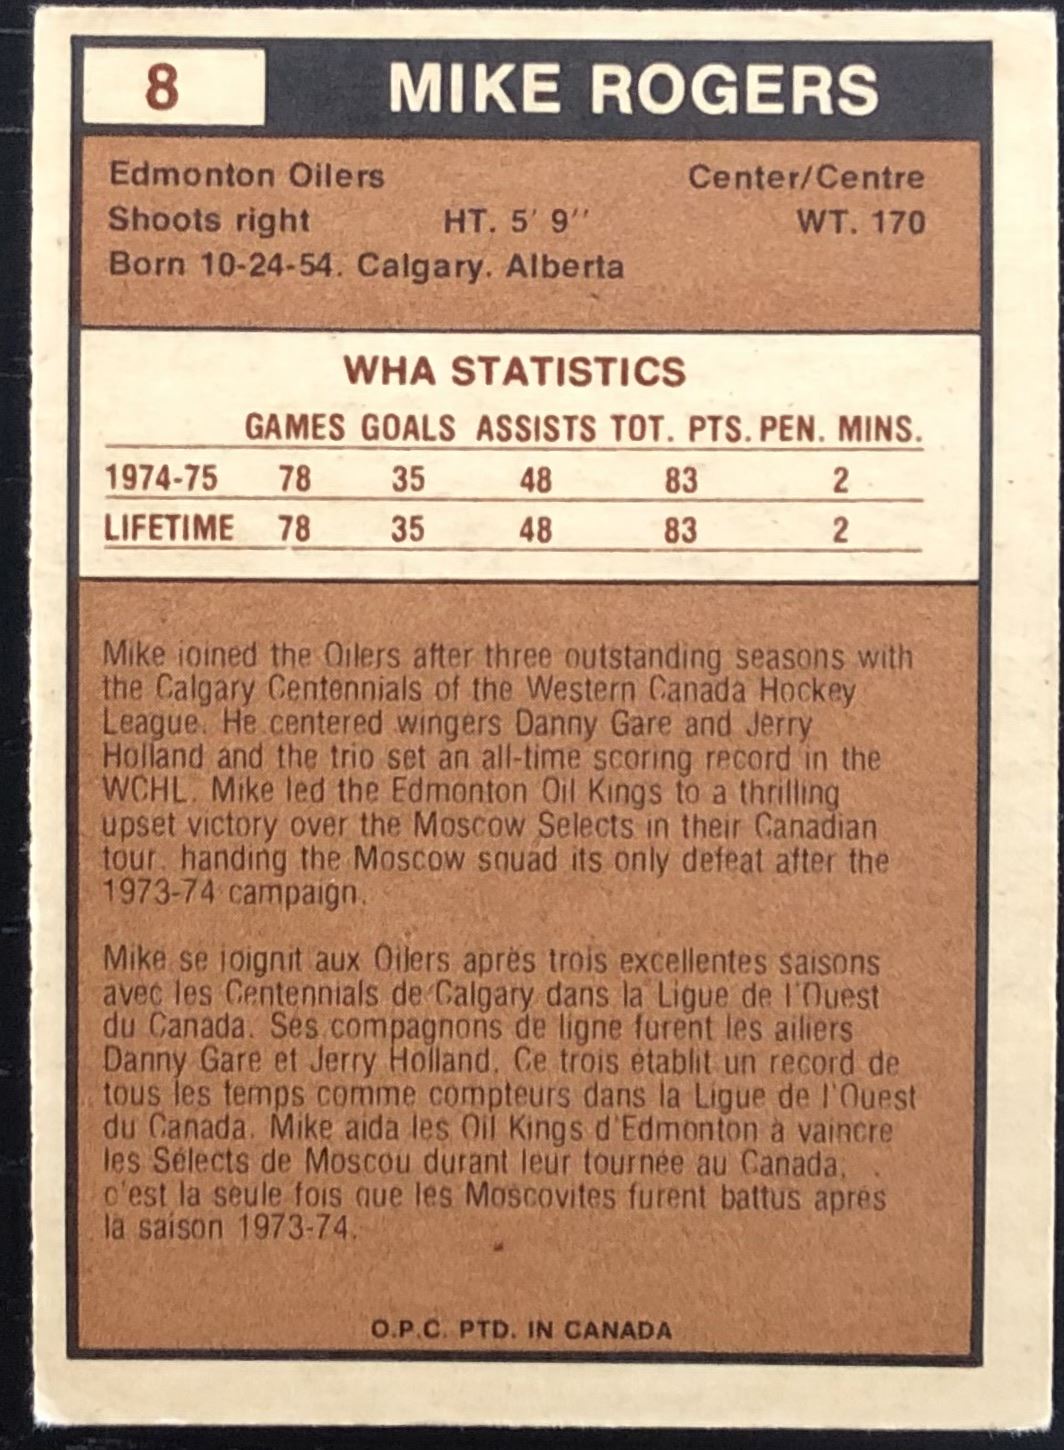 8 MIKE ROGERS
Edmonton Oilers Center/Centre
Shoots right HT. 5' 9'' WT. 170
Born 10-24-54. Calgary. Alberta
WHA STATISTICS
GAMES GOALS ASSISTS TOT. PTS. PEN. MINS.
1974-75 78 35 48 83 2
LIFETIME 78 35 48 83 2
Mike joined the Oilers after three outstanding seasons with
the Calgary Centennials of the Western Canada Hockey
League. He centered wingers Danny Gare and Jerry
Holland and the trio set an all-time scoring record in the
WCHL. Mike led the Edmonton Oil Kings to a thrilling
upset victory over the Moscow Selects in their Canadian
tour, handing the Moscow squad its only defeat after the
1973-74 campaign.
Mike se joignit aux Oilers après trois excellentes saisons
avec les Centennials de Calgary dans la Ligue de l'Ouest
du Canada. Ses compagnons de ligne furent les ailiers
Danny Gare et Jerry Holland. Ce trois établit un record de
tous les temps comme compteurs dans la Ligue de l'Ouest
du Canada. Mike aida les Oil Kings d'Edmonton à vaincre
les Sélects de Moscou durant leur tournée au Canada;
c'est la seule fois que les Moscovites furent battus après
la saison 1973-74.
O.P.C. PTD. IN CANADA